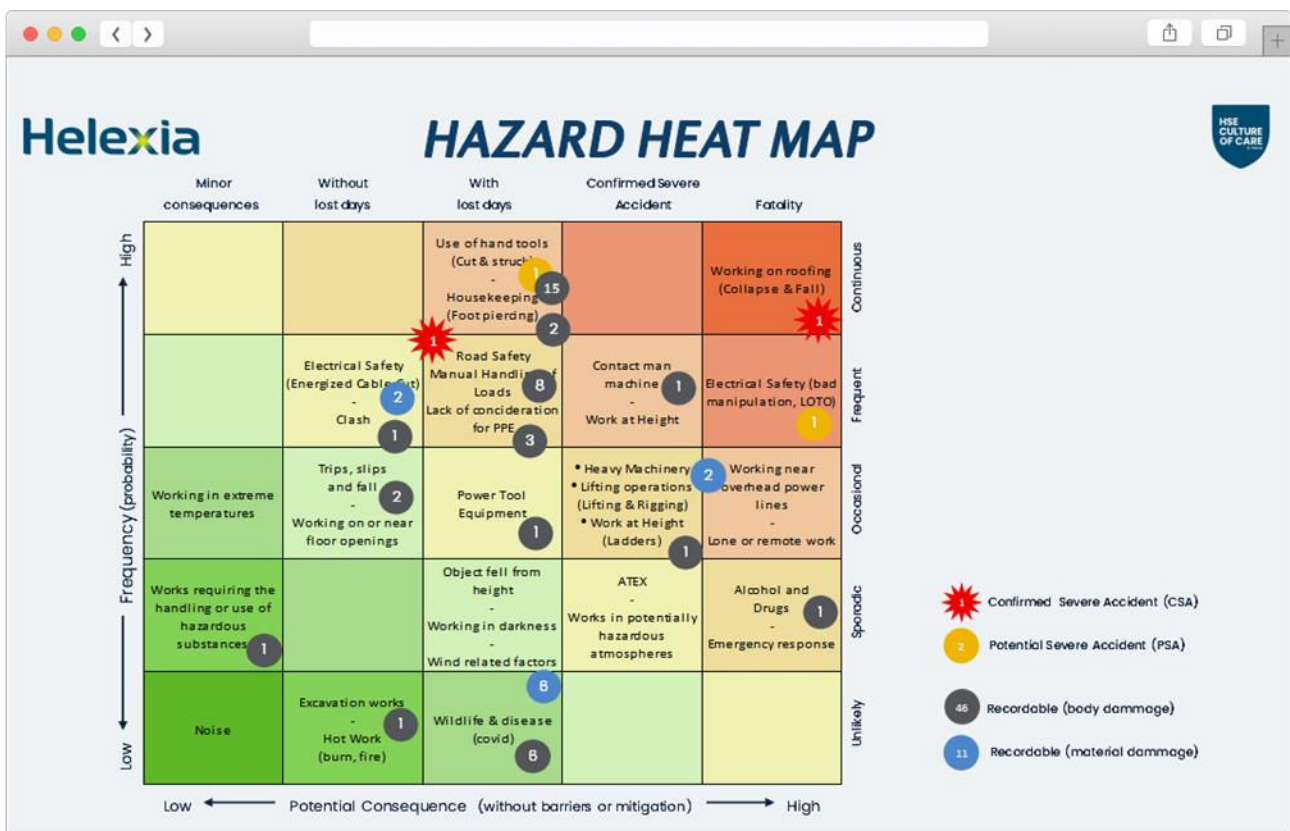 Helexia
HAZARD HEAT MAP
HSE
CULTURE
OF CARE
Minor
consequences
Without
lost days
With
lost days
Confirmed Severe
Accident
Fatality
High
Frequency (probability)
Low
Use of hand tools
(Cut & struck)
-
Housekeeping
(Foot piercing)
1
15
2
Working on roofing
(Collapse & Fall)
1
Continuous
1
Electrical Safety
(Energized Cable Cut)
-
Clash
2
1
Road Safety
Manual Handling of
Loads
Lack of concideration
for PPE
8
3
Contact man
machine
-
Work at Height
1
Electrical Safety (bad
manipulation, LOTO)
1
Frequent
Working in extreme
temperatures
Trips, slips
and fall
-
Working on or near
floor openings
2
Power Tool
Equipment
1
• Heavy Machinery
• Lifting operations
(Lifting & Rigging)
• Work at Height
(Ladders)
2
1
Working near
overhead power
lines
-
Lone or remote work
Occasional
Works requiring the
handling or use of
hazardous
substances
1
Object fell from
height
-
Working in darkness
-
Wind related factors
ATEX
-
Works in potentially
hazardous
atmospheres
Alcohol and
Drugs
-
Emergency response
1
Sporadic
Noise
Excavation works
-
Hot Work
(burn, fire)
1
6
Wildlife & disease
(covid)
6
Unlikely
Low
Potential Consequence (without barriers or mitigation)
High
1 Confirmed Severe Accident (CSA)
2 Potential Severe Accident (PSA)
46 Recordable (body dammage)
11 Recordable (material dammage)